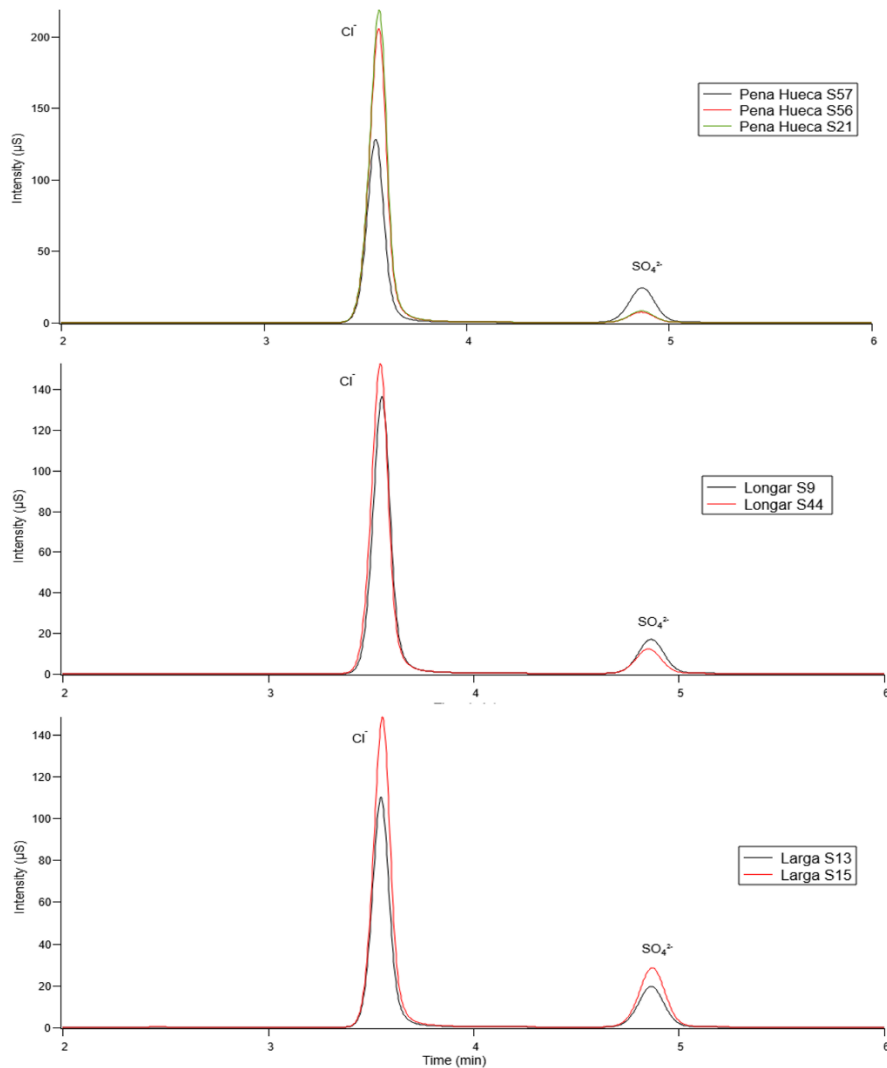 200
150
100
50
0
Intensity (µS)
Cl⁻
SO₄²⁻
Pena Hueca S57
Pena Hueca S56
Pena Hueca S21
2 3 4 5 6
140
120
100
80
60
40
20
0
Intensity (µS)
Cl⁻
SO₄²⁻
Longar S9
Longar S44
2 3 4 5 6
140
120
100
80
60
40
20
0
Intensity (µS)
Cl⁻
SO₄²⁻
Larga S13
Larga S15
2 3 4 5 6
Time (min)